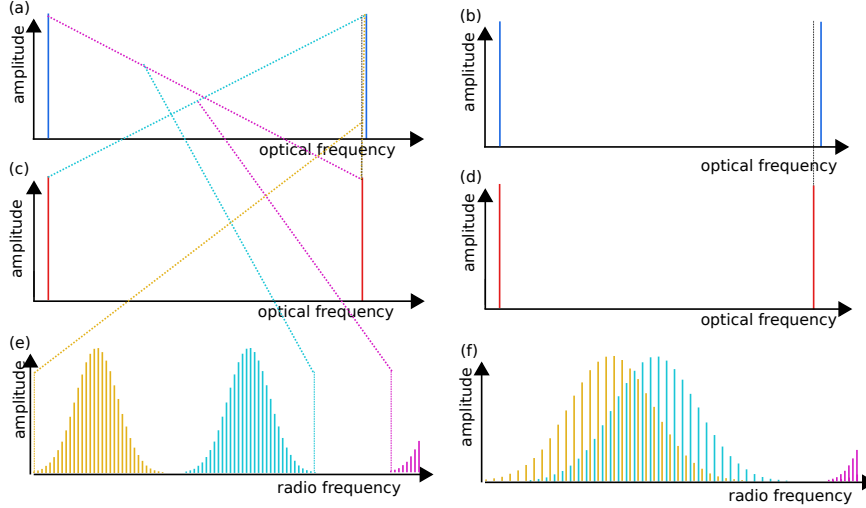 (a)
amplitude
optical frequency
(b)
amplitude
optical frequency
(c)
amplitude
optical frequency
(d)
amplitude
optical frequency
(e)
amplitude
radio frequency
(f)
amplitude
radio frequency